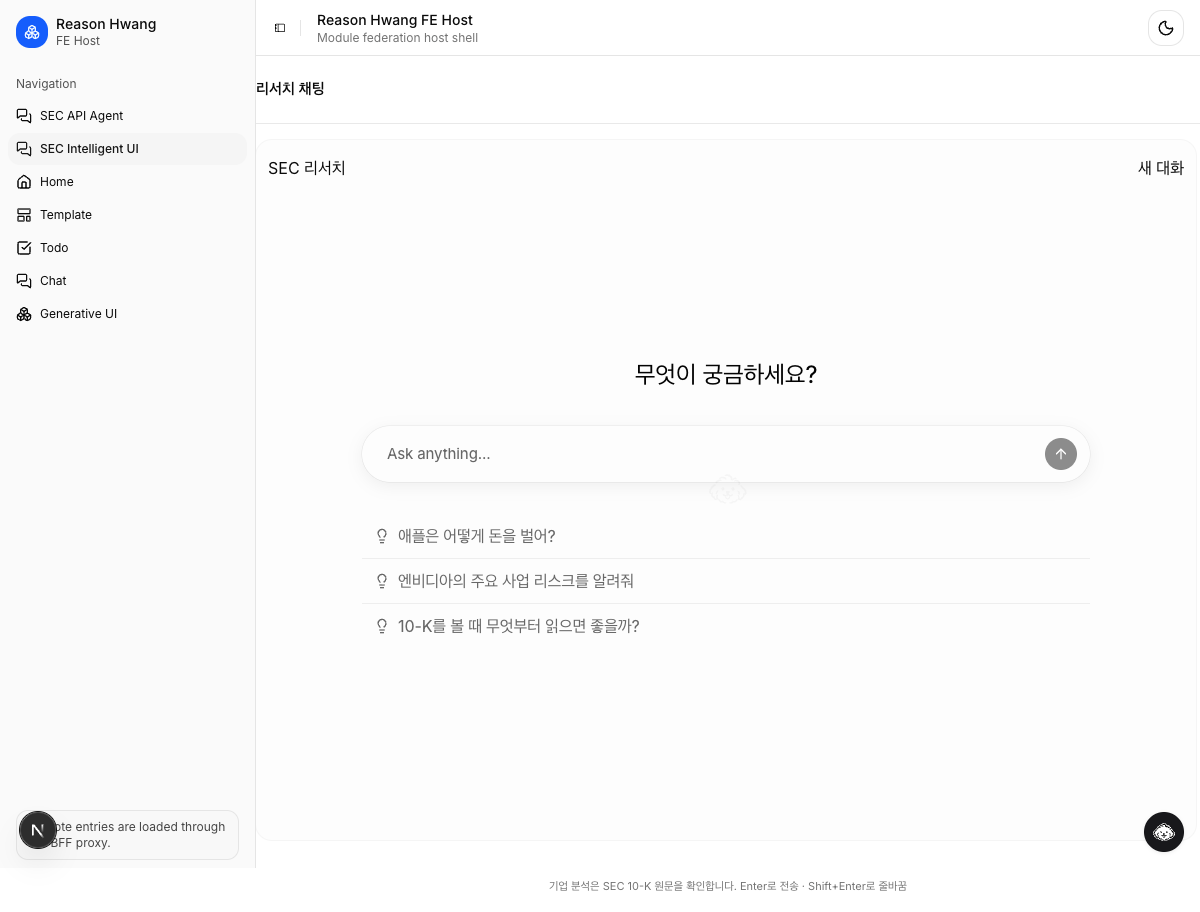 Reason Hwang
FE Host
Navigation
SEC API Agent
SEC Intelligent UI
Home
Template
Todo
Chat
Generative UI
entries are loaded through
BFF proxy.
Reason Hwang FE Host
Module federation host shell
리서치 채팅
SEC 리서치
새 대화
무엇이 궁금하세요?
Ask anything...
애플은 어떻게 돈을 벌어?
엔비디아의 주요 사업 리스크를 알려줘
10-K를 볼 때 무엇부터 읽으면 좋을까?
기업 분석은 SEC 10-K 원문을 확인합니다. Enter로 전송 · Shift+Enter로 줄바꿈